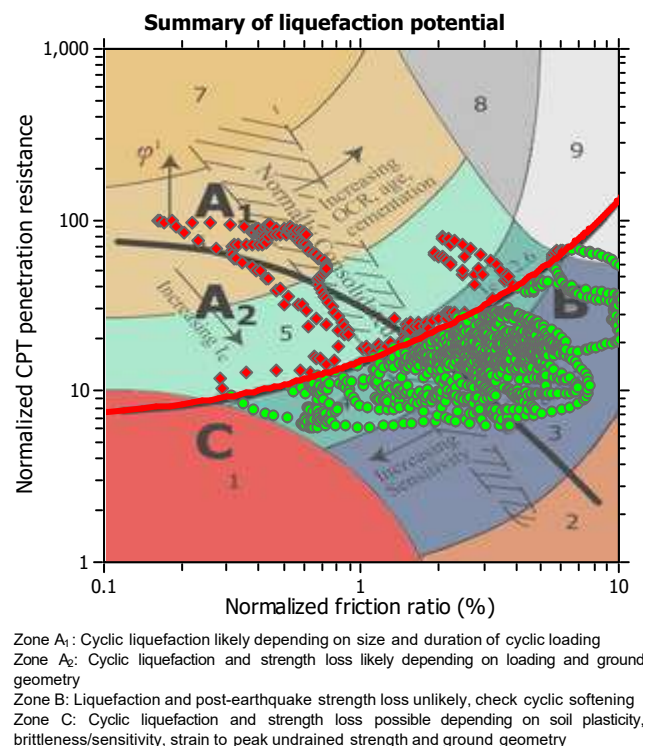 Summary of liquefaction potential
1,000
7
8
9
φ'
Increasing
OCR, age,
cementation
Normally Consolidated
100
A1
A2
Increasing Ic
5
B
10
C
1
Increasing
Sensitivity
3
2
1
0.1
1
10
Normalized CPT penetration resistance
Normalized friction ratio (%)
Zone A1: Cyclic liquefaction likely depending on size and duration of cyclic loading
Zone A2: Cyclic liquefaction and strength loss likely depending on loading and ground
geometry
Zone B: Liquefaction and post-earthquake strength loss unlikely, check cyclic softening
Zone C: Cyclic liquefaction and strength loss possible depending on soil plasticity,
brittleness/sensitivity, strain to peak undrained strength and ground geometry